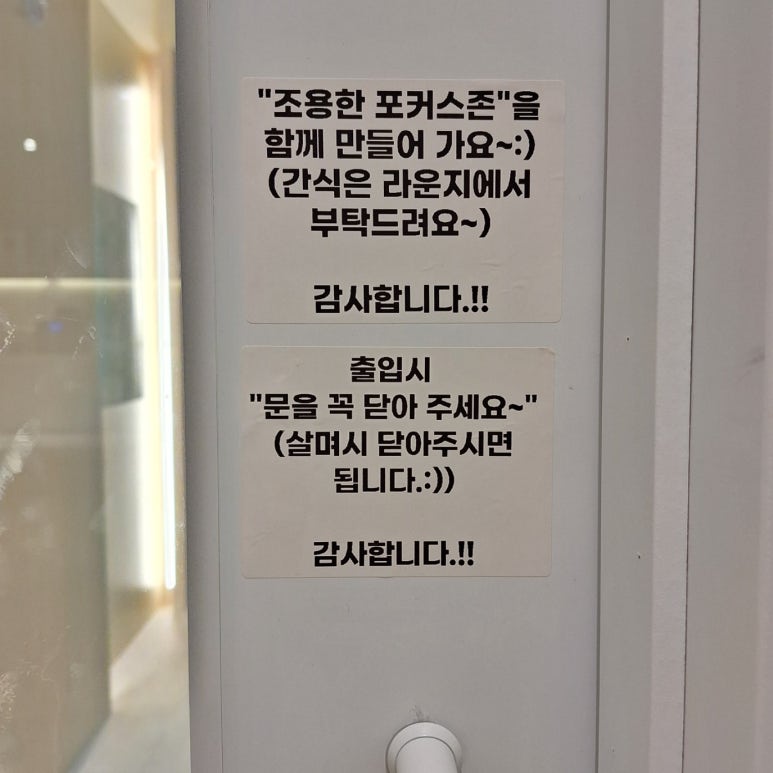 "조용한 포커스존"을
함께 만들어 가요~:)
(간식은 라운지에서
부탁드려요~)
감사합니다.!!
출입시
"문을 꼭 닫아 주세요~"
(살며시 닫아주시면
됩니다.:))
감사합니다.!!